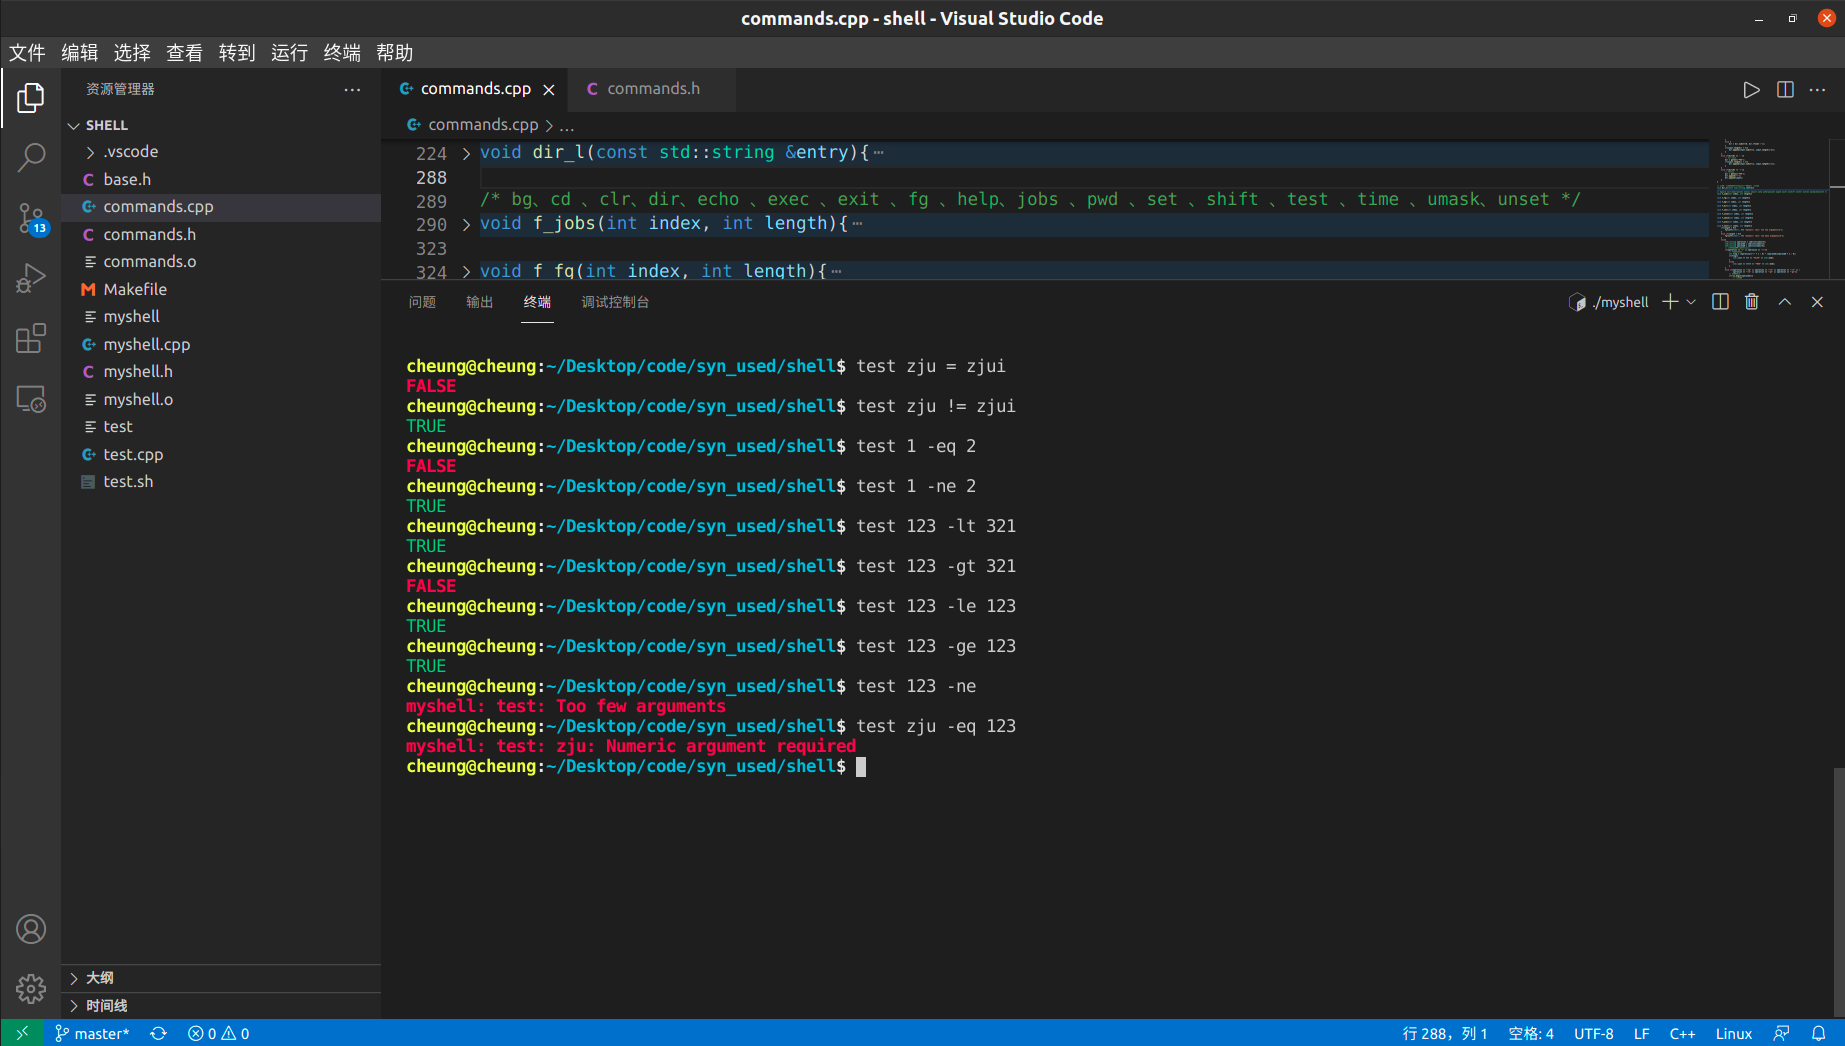 commands.cpp - shell - Visual Studio Code
文件 编辑 选择 查看 转到 运行 终端 帮助
资源管理器
SHELL
.vscode
base.h
commands.cpp
commands.h
commands.o
Makefile
myshell
myshell.cpp
myshell.h
myshell.o
test
test.cpp
test.sh
大纲
时间线
13
commands.cpp commands.h
commands.cpp > ...
224 void dir_l(const std::string &entry){
288
289 /* bg、cd 、clr、dir、echo 、exec 、exit 、fg 、help、jobs 、pwd 、set 、shift 、test 、time 、umask、unset */
290 void f_jobs(int index, int length){
323
324 void f_fg(int index, int length){
问题 输出 终端 调试控制台 ./myshell
cheung@cheung:~/Desktop/code/syn_used/shell$ test zju = zjui
FALSE
cheung@cheung:~/Desktop/code/syn_used/shell$ test zju != zjui
TRUE
cheung@cheung:~/Desktop/code/syn_used/shell$ test 1 -eq 2
FALSE
cheung@cheung:~/Desktop/code/syn_used/shell$ test 1 -ne 2
TRUE
cheung@cheung:~/Desktop/code/syn_used/shell$ test 123 -lt 321
TRUE
cheung@cheung:~/Desktop/code/syn_used/shell$ test 123 -gt 321
FALSE
cheung@cheung:~/Desktop/code/syn_used/shell$ test 123 -le 123
TRUE
cheung@cheung:~/Desktop/code/syn_used/shell$ test 123 -ge 123
TRUE
cheung@cheung:~/Desktop/code/syn_used/shell$ test 123 -ne
myshell: test: Too few arguments
cheung@cheung:~/Desktop/code/syn_used/shell$ test zju -eq 123
myshell: test: zju: Numeric argument required
cheung@cheung:~/Desktop/code/syn_used/shell$
master* 0 0 行 288，列 1 空格: 4 UTF-8 LF C++ Linux